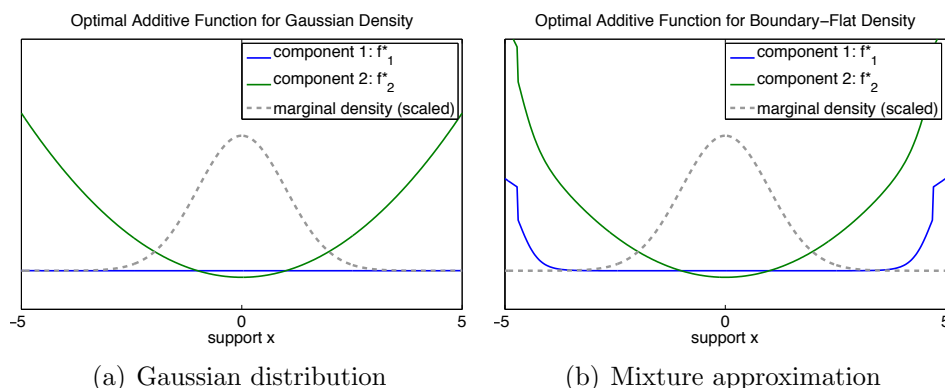 Optimal Additive Function for Gaussian Density
component 1: f*1
component 2: f*2
marginal density (scaled)
−5 0 5
support x
(a) Gaussian distribution
Optimal Additive Function for Boundary−Flat Density
component 1: f*1
component 2: f*2
marginal density (scaled)
−5 0 5
support x
(b) Mixture approximation